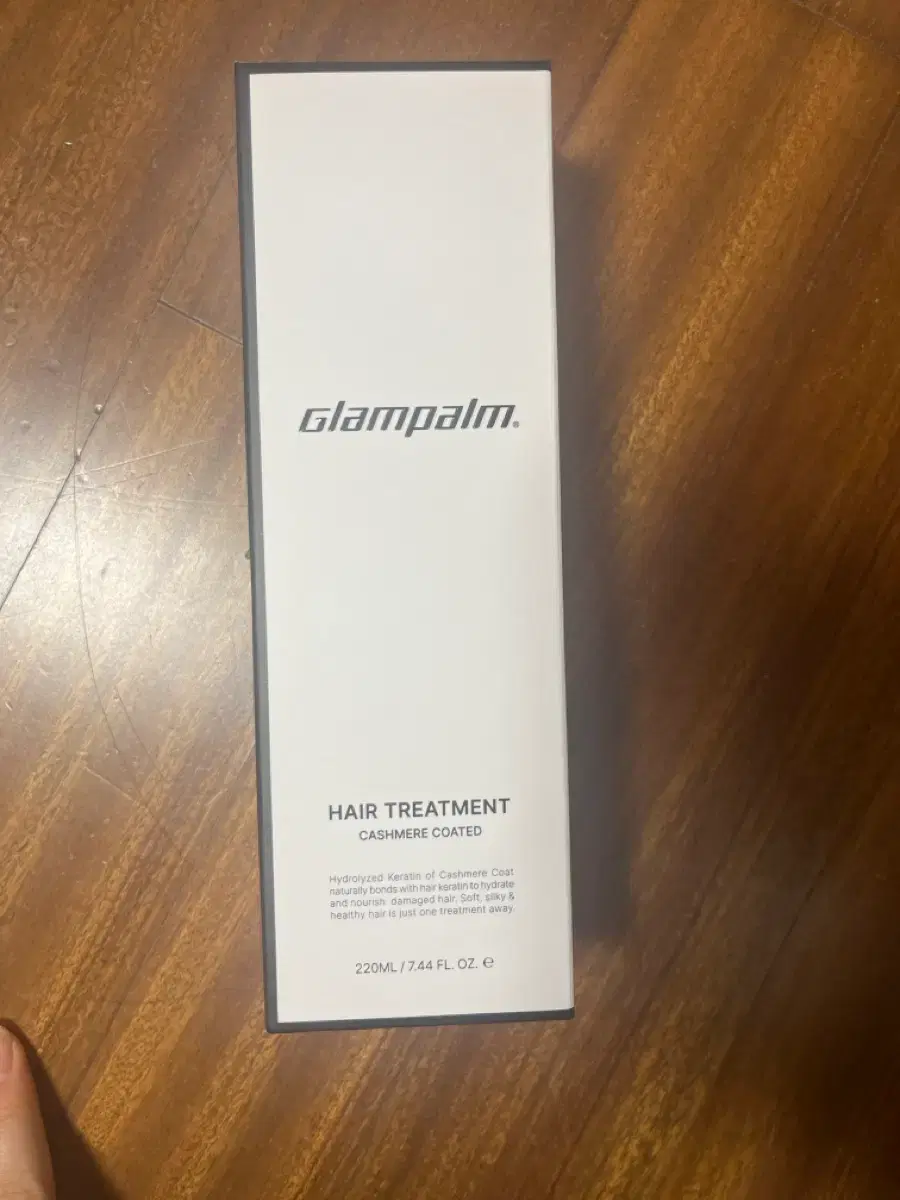 Glampalm®
HAIR TREATMENT
CASHMERE COATED
Hydrolyzed Keratin of Cashmere Coat
naturally bonds with hair keratin to hydrate
and nourish damaged hair. Soft, silky &
healthy hair is just one treatment away.
220ML / 7.44 FL. OZ. ℮